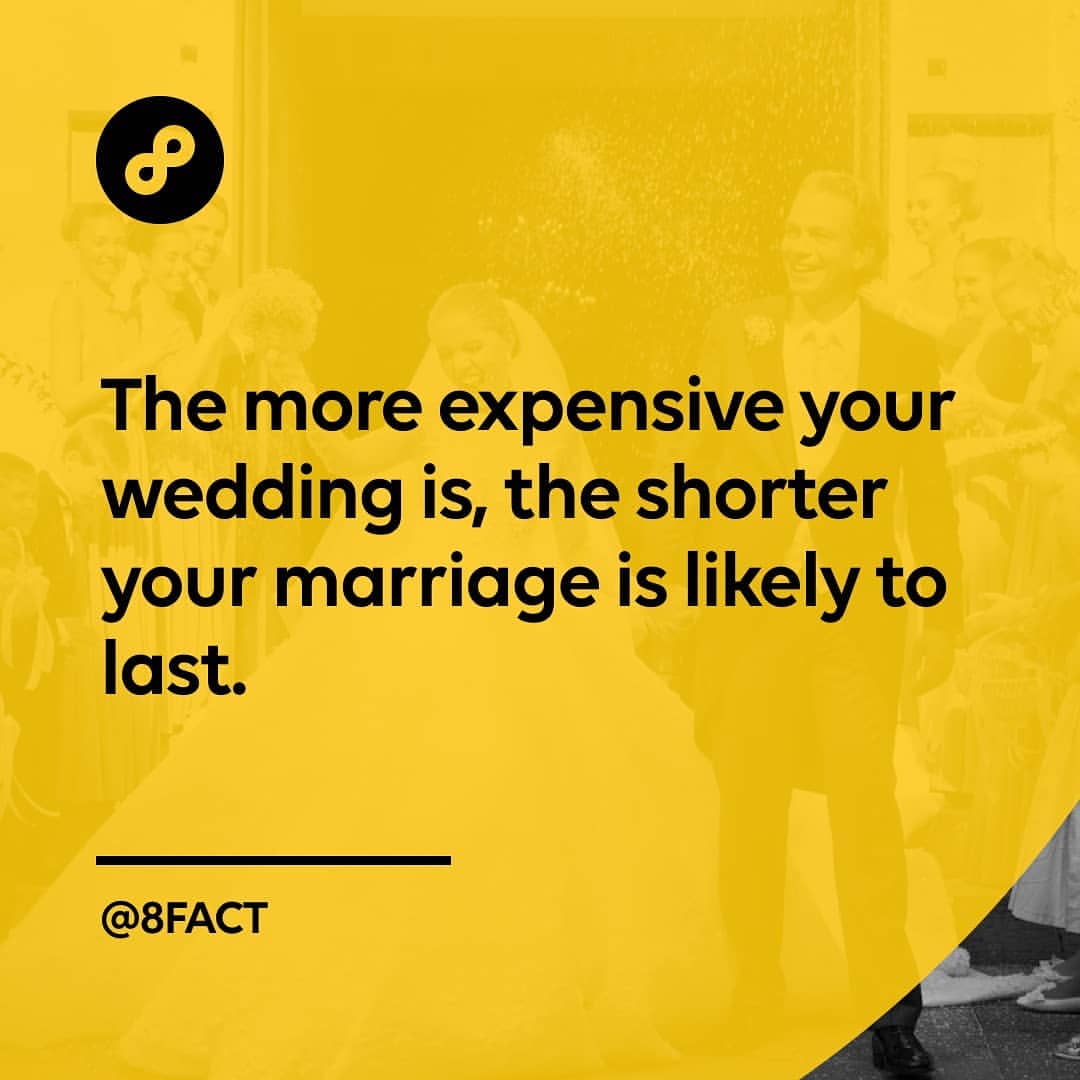 The more expensive your
wedding is, the shorter
your marriage is likely to
last.
@8FACT